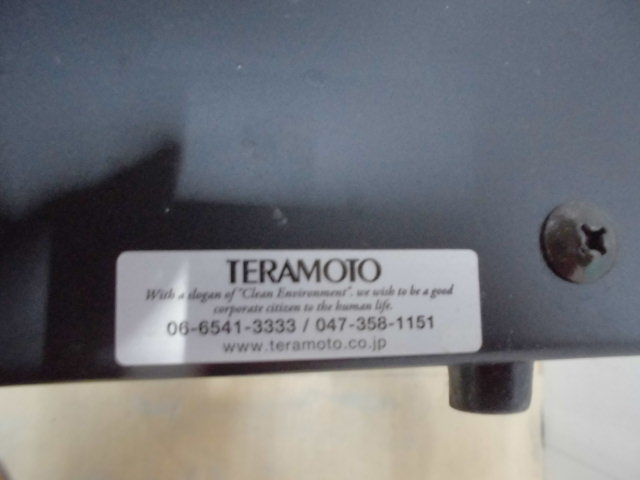 TERAMOTO
With a slogan of "Clean Environment". we wish to be a good
corporate citizen to the human life.
06-6541-3333 / 047-358-1151
www.teramoto.co.jp